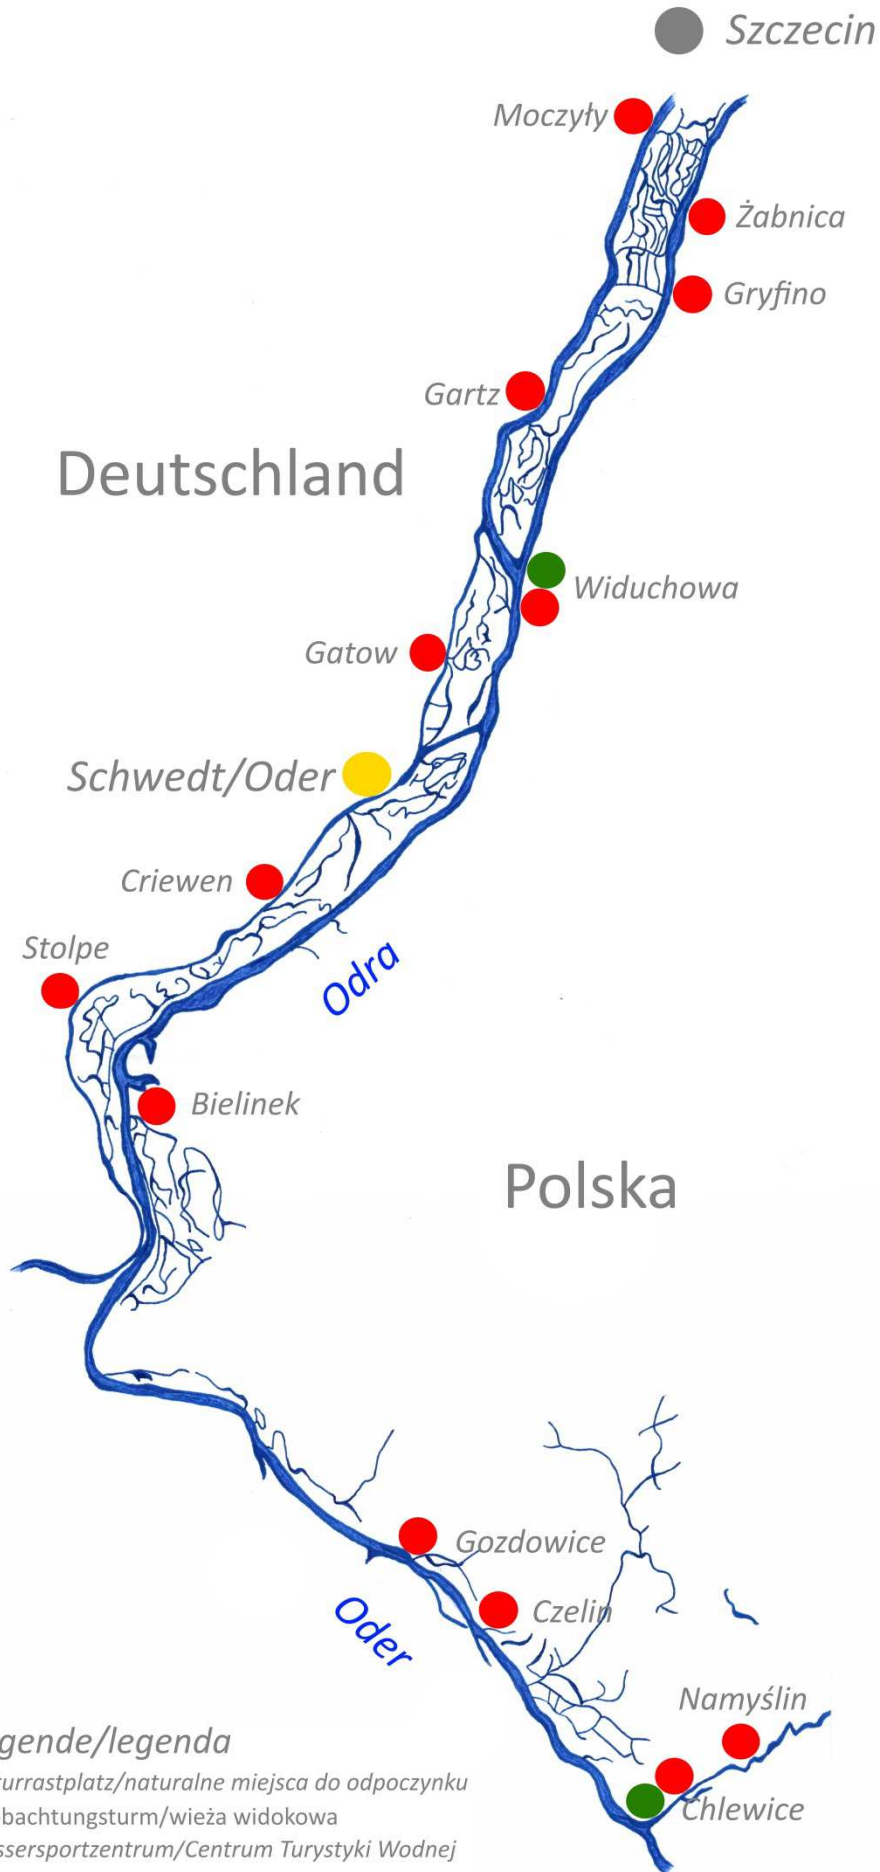 Szczecin
Moczyły
Żabnica
Gryfino
Gartz
Deutschland
Widuchowa
Gatow
Schwedt/Oder
Criewen
Stolpe
Odra
Bielinek
Polska
Gozdowice
Oder
Czelin
Namyślin
Chlewice
gende/legenda
urrastplatz/naturalne miejsca do odpoczynku
obachtungsturm/wieża widokowa
ssersportzentrum/Centrum Turystyki Wodnej